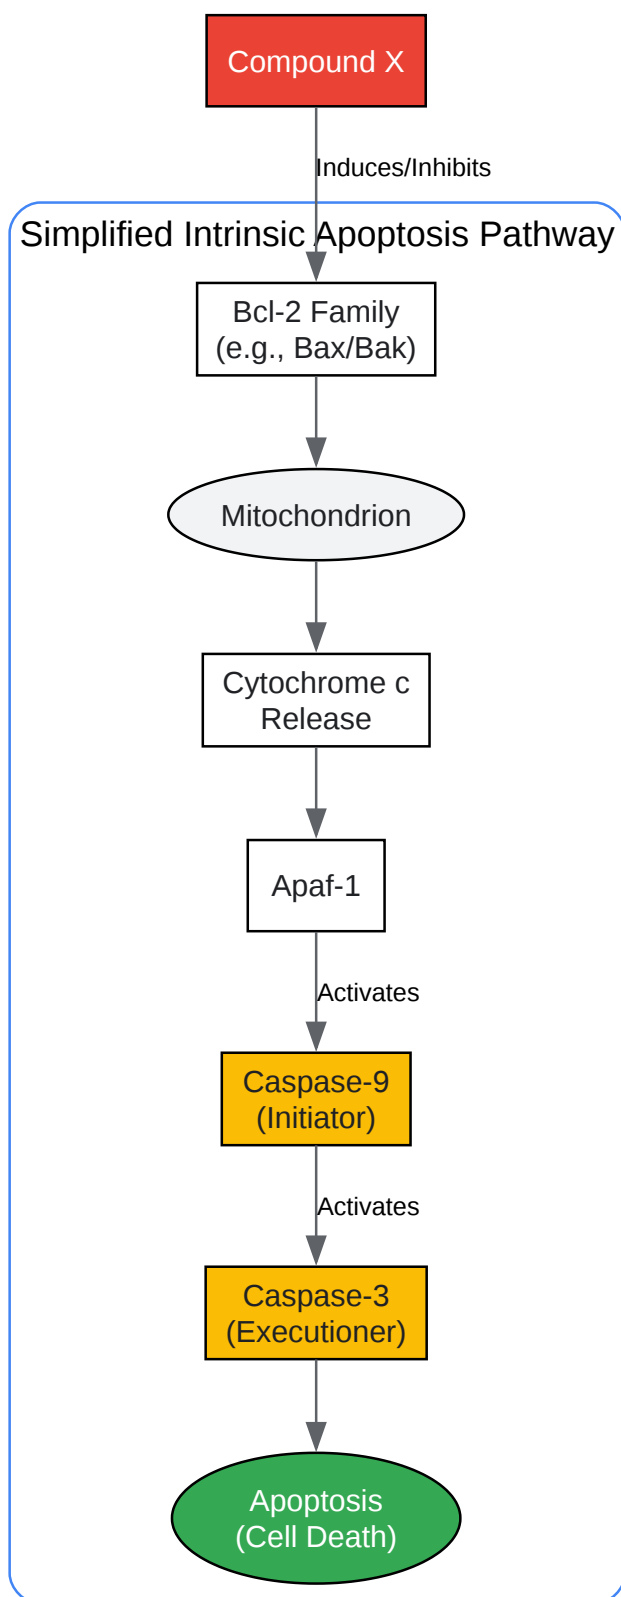 Compound X
Induces/Inhibits
Simplified Intrinsic Apoptosis Pathway
Bcl-2 Family
(e.g., Bax/Bak)
Mitochondrion
Cytochrome c
Release
Apaf-1
Activates
Caspase-9
(Initiator)
Activates
Caspase-3
(Executioner)
Apoptosis
(Cell Death)